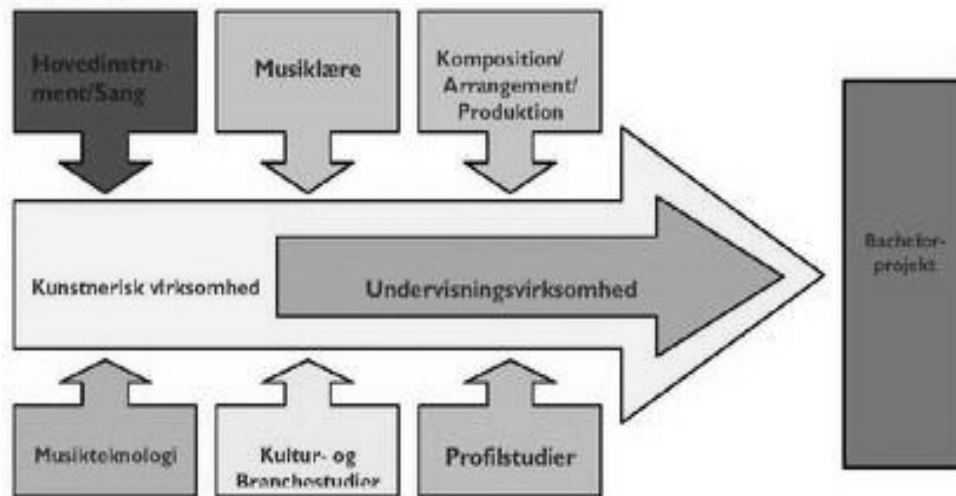 Hovedinstru-
ment/Sang
Musiklære
Komposition/
Arrangement/
Produktion
Kunstnerisk virksomhed
Undervisningsvirksomhed
Bachelor-
projekt
Musikteknologi
Kultur- og
Branchestudier
Profilstudier